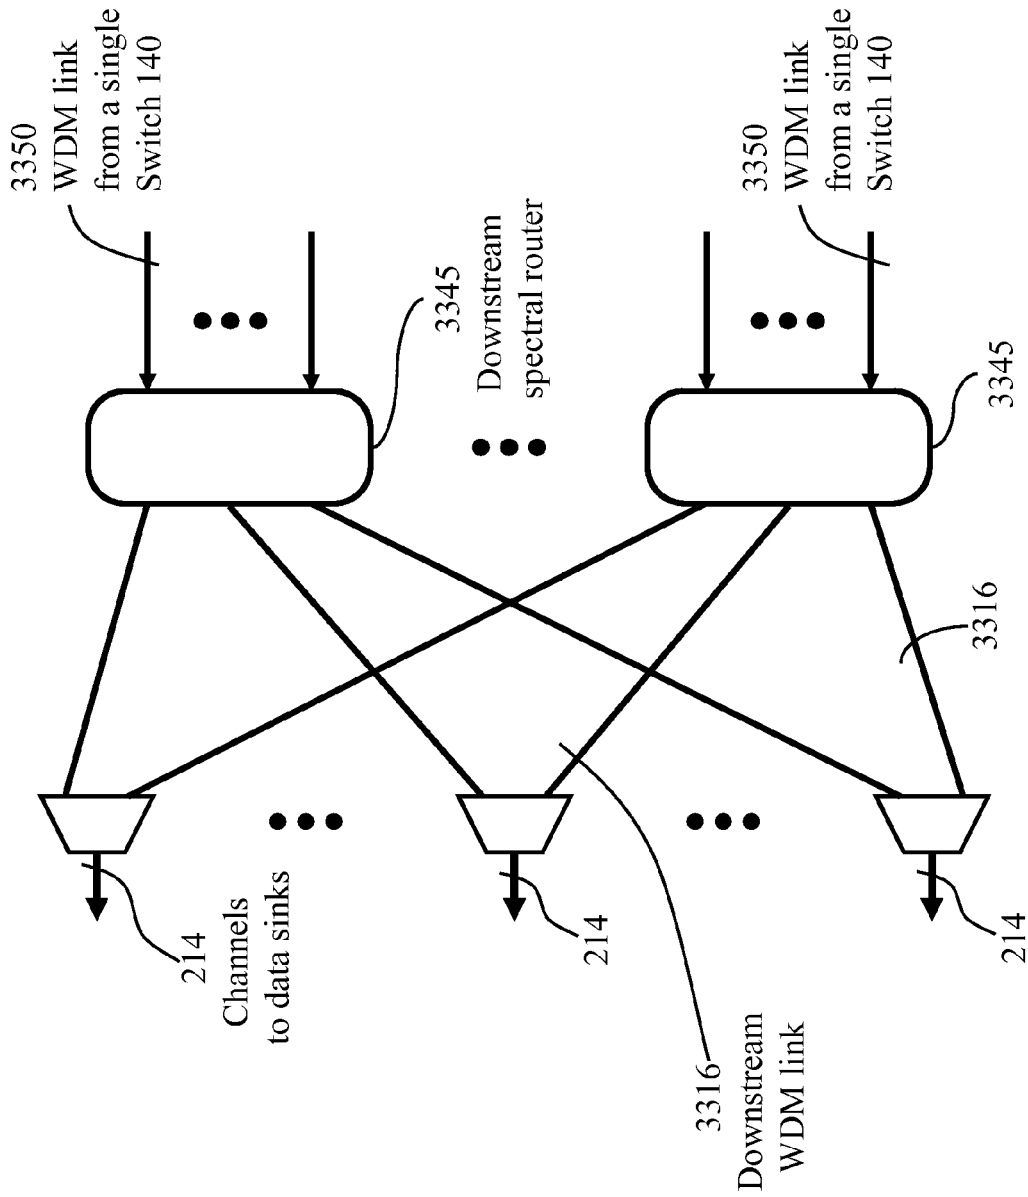 3350
WDM link
from a single
Switch 140
3350
WDM link
from a single
Switch 140
3345
Downstream
spectral router
3345
3316
214
Channels
to data sinks
214
214
3316
Downstream
WDM link